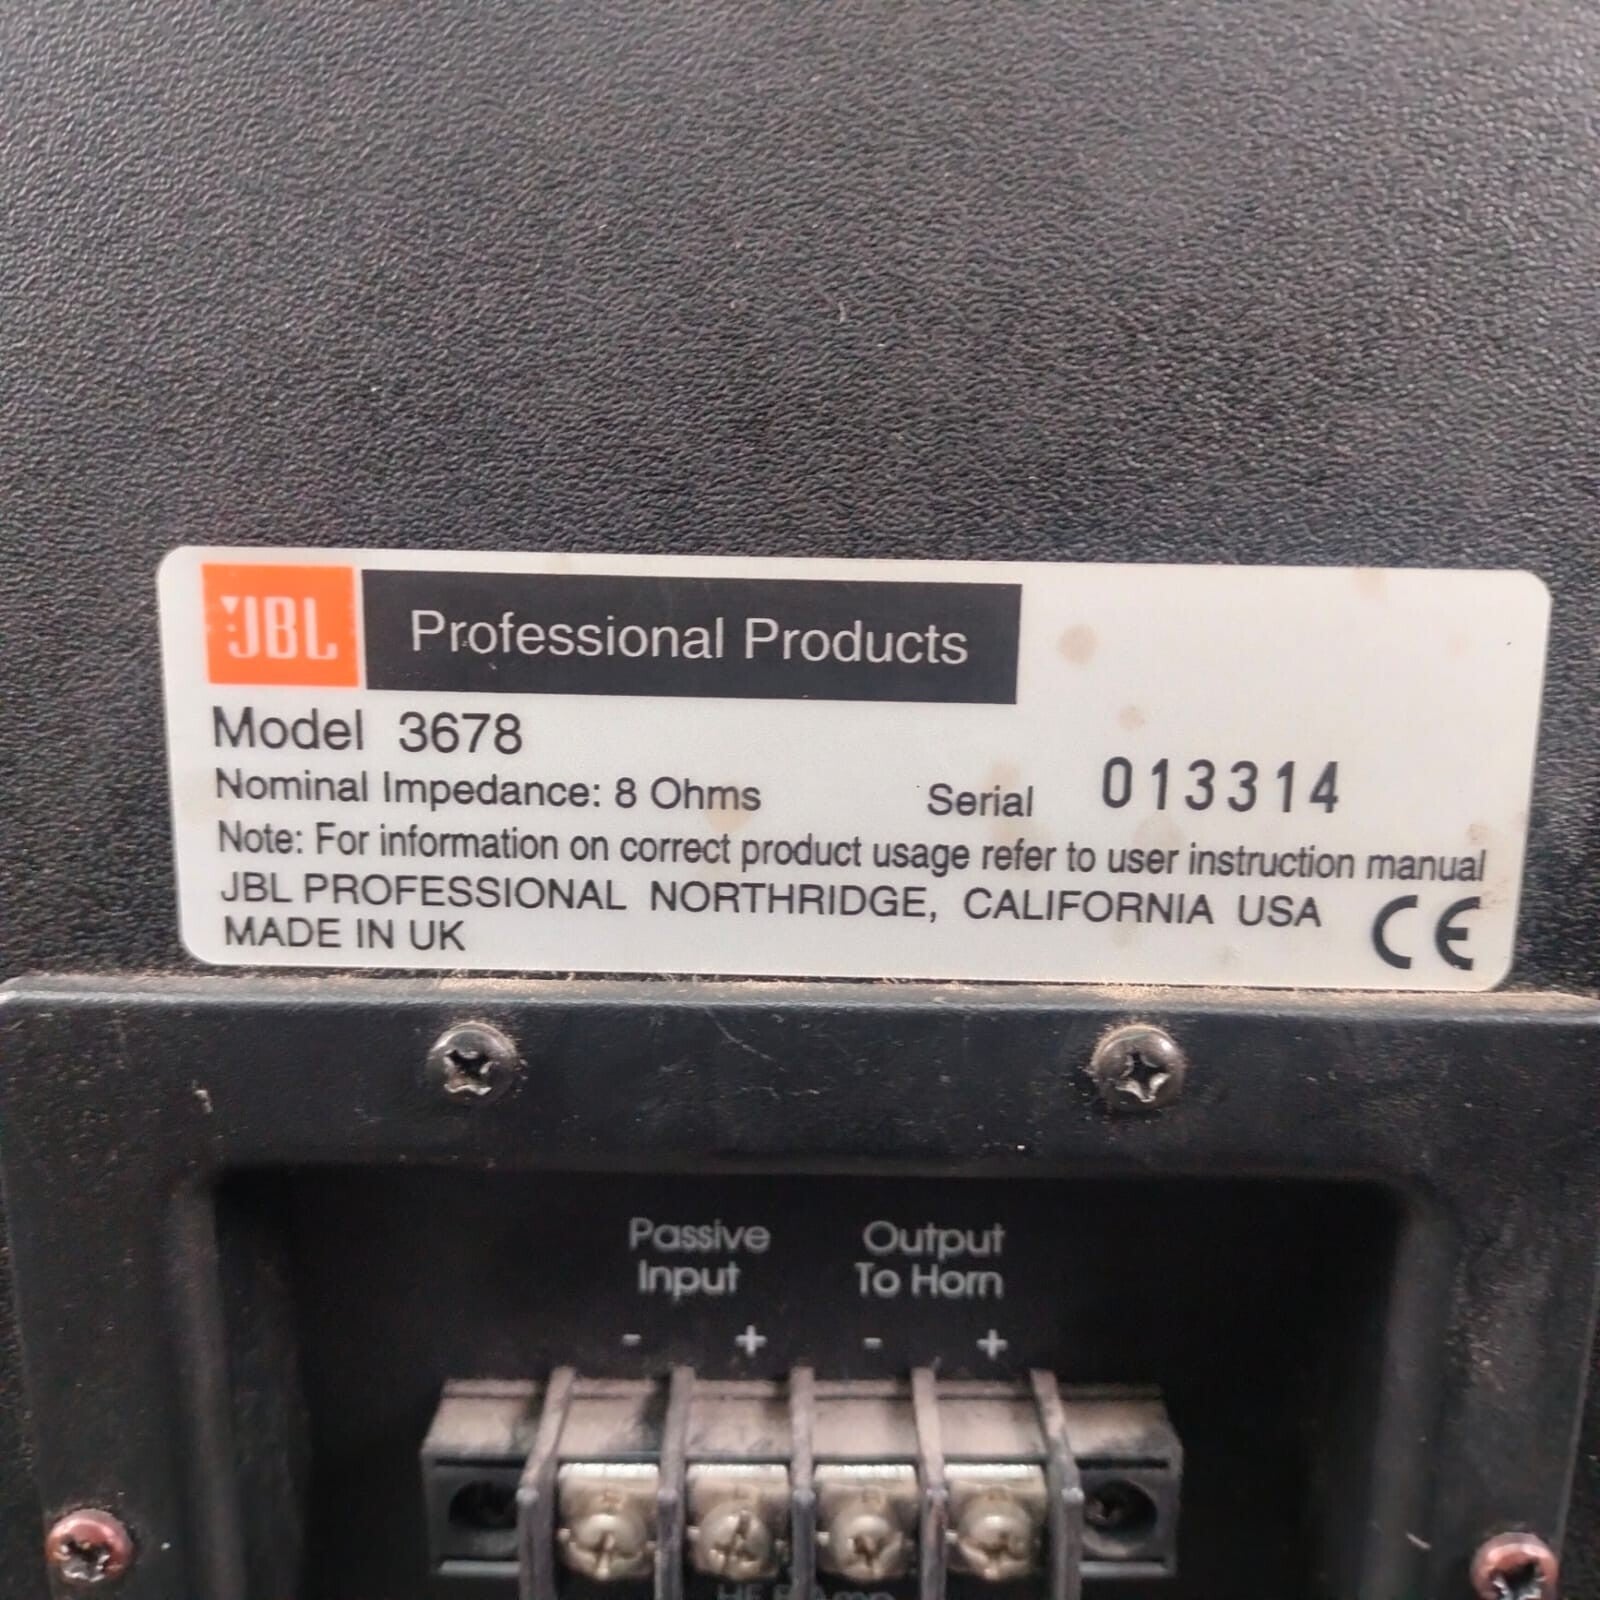 JBL Professional Products
Model 3678
Nominal Impedance: 8 Ohms Serial 013314
Note: For information on correct product usage refer to user instruction manual
JBL PROFESSIONAL NORTHRIDGE, CALIFORNIA USA CE
MADE IN UK
Passive Output
Input To Horn
- + - +